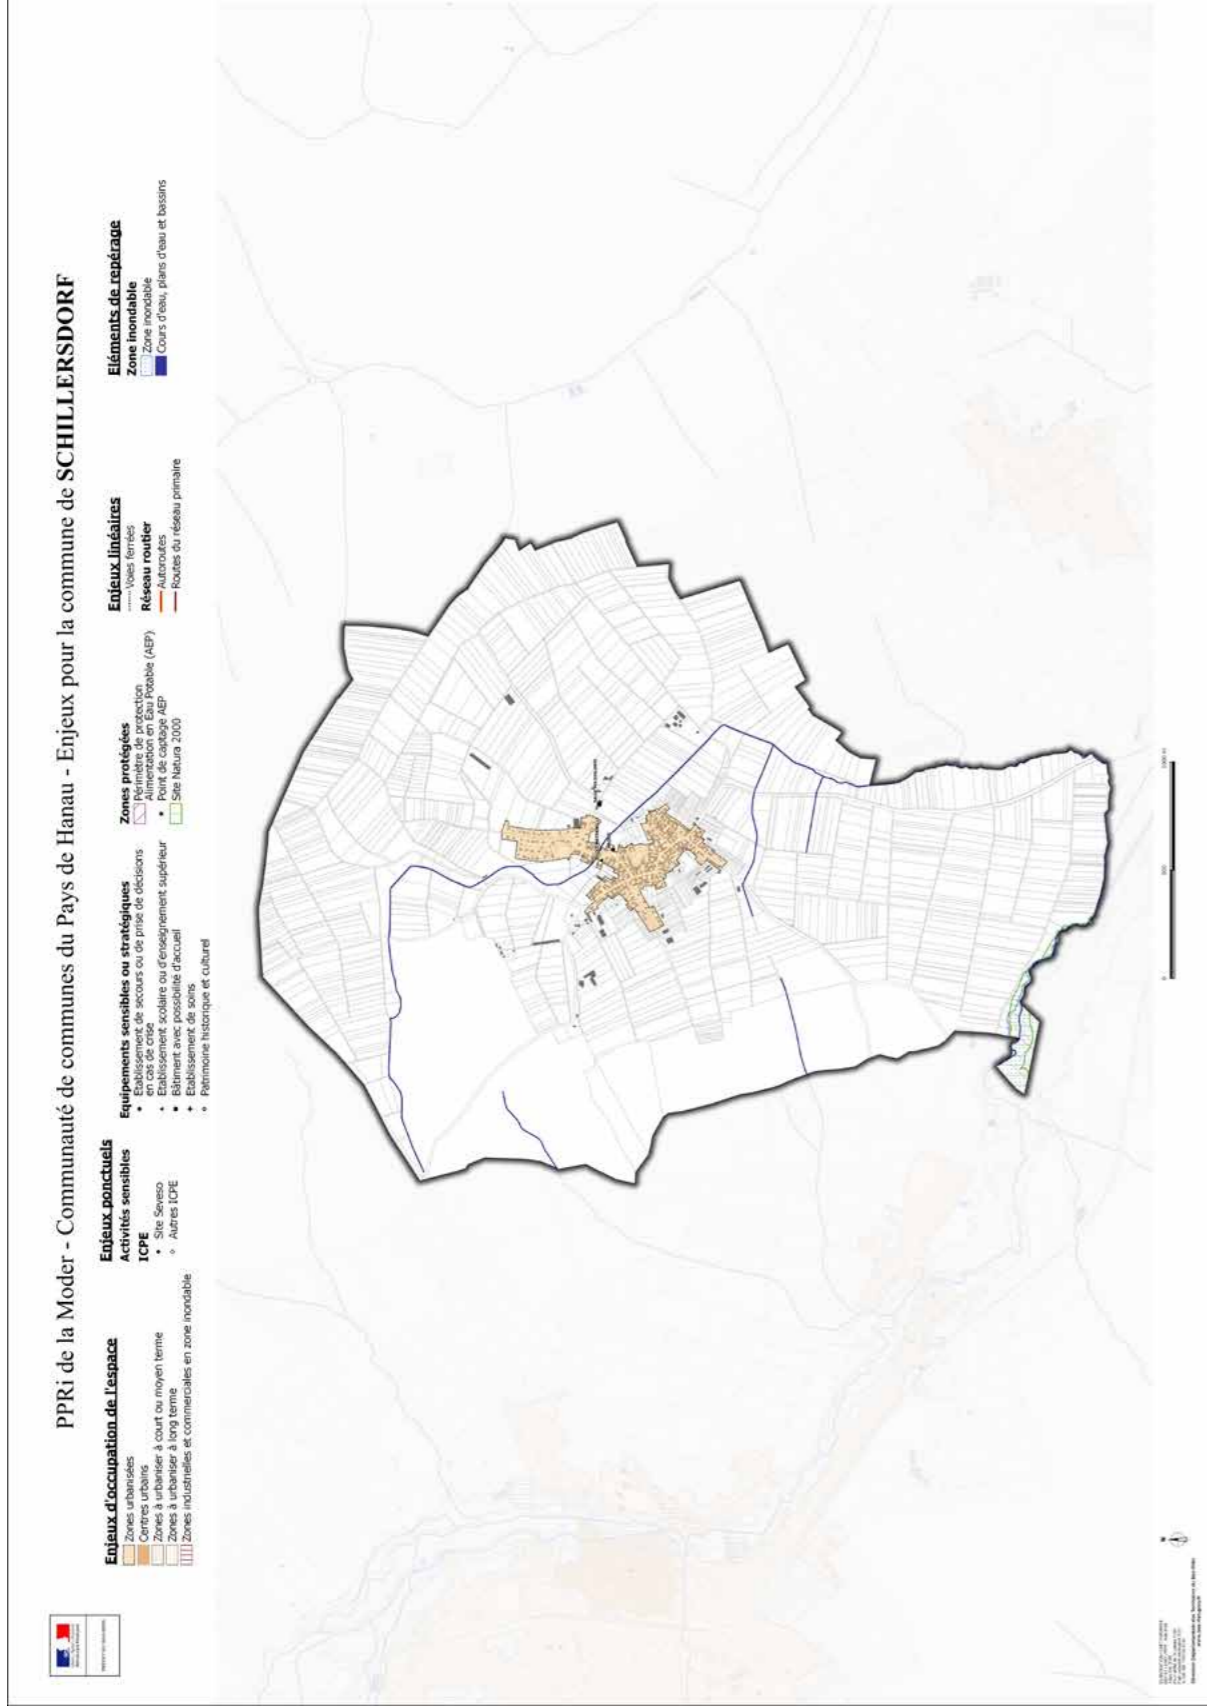 PPRi de la Moder - Communauté de communes du Pays de Hanau - Enjeux pour la commune de SCHILLERSDORF
Enjeux d'occupation de l'espace
Zones urbanisées
Centres urbains
Zones à urbaniser à court ou moyen terme
Zones à urbaniser à long terme
Zones industrielles et commerciales en zone inondable
Enjeux ponctuels
Activités sensibles
ICPE
Site Seveso
Autres ICPE
Equipements sensibles ou stratégiques
Etablissement de secours ou de prise de décisions
en cas de crise
Etablissement scolaire ou d'enseignement supérieur
Bâtiment avec possibilité d'accueil
Etablissement de soins
Patrimoine historique et culturel
Zones protégées
Périmètre de protection
Alimentation en Eau Potable (AEP)
Point de captage AEP
Site Natura 2000
Enjeux linéaires
Voies ferrées
Réseau routier
Autoroutes
Routes du réseau primaire
Eléments de repérage
Zone inondable
Zone inondable
Cours d'eau, plans d'eau et bassins
0
500
1000 m
N